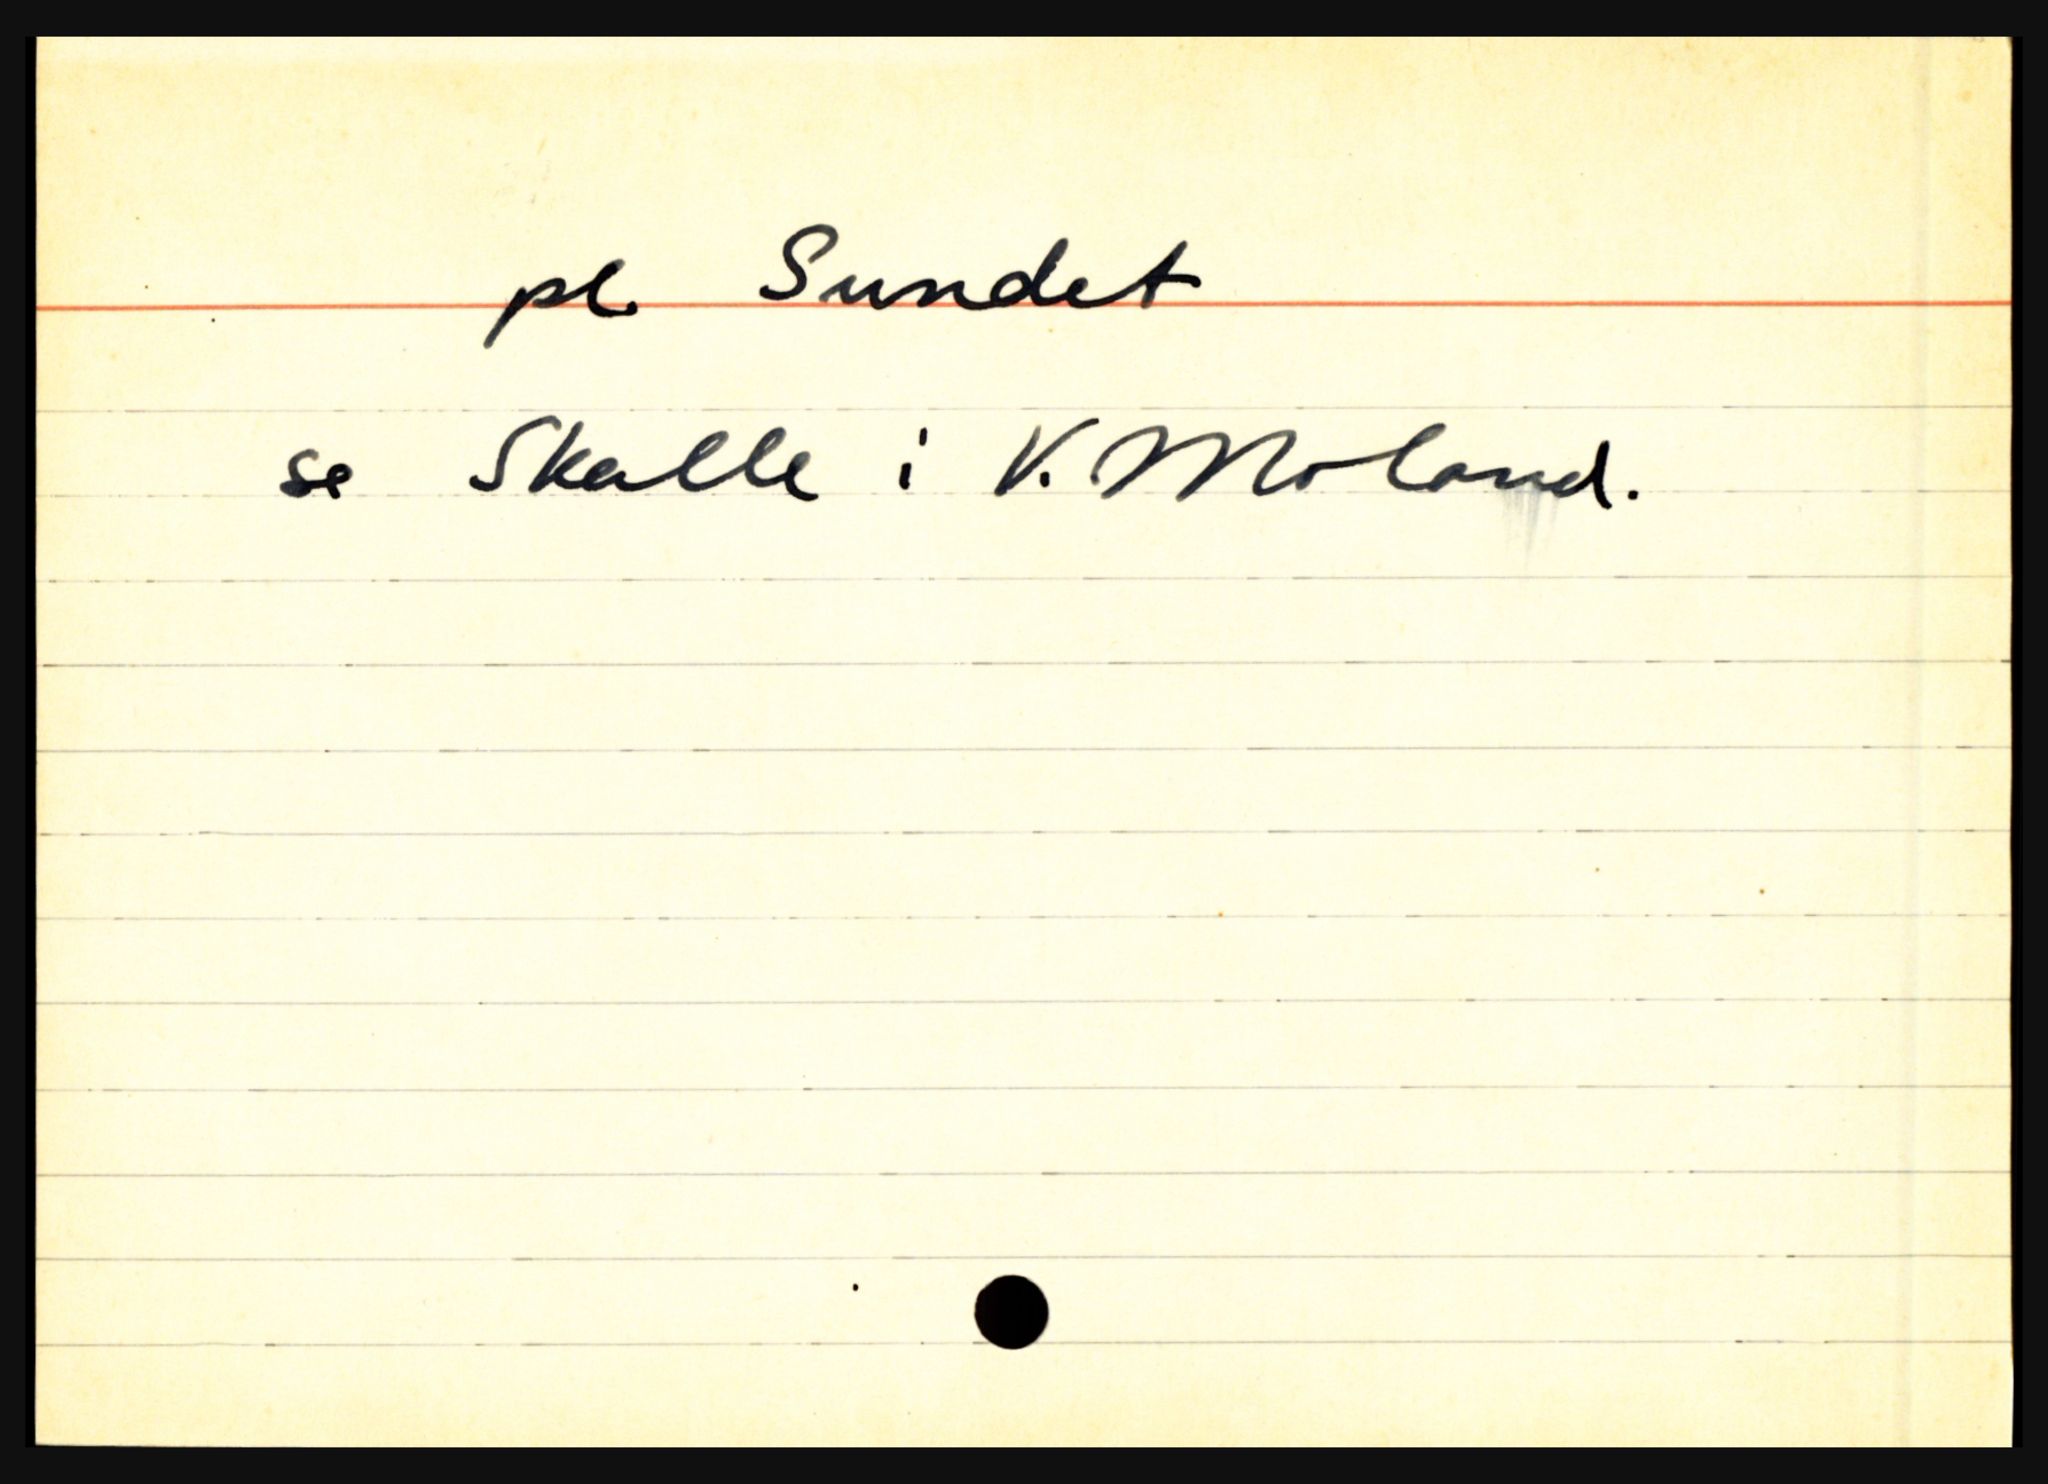 pl. Sundet
se Skalle i V. Moland.